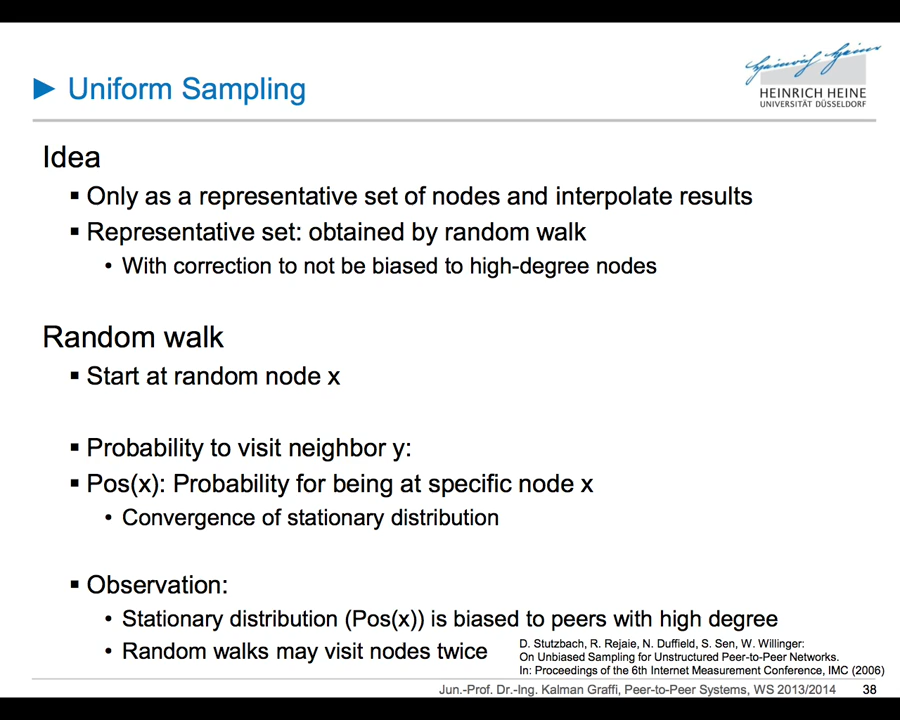 ► Uniform Sampling
Heinrich Heine
HEINRICH HEINE
UNIVERSITÄT DÜSSELDORF
Idea
▪ Only as a representative set of nodes and interpolate results
▪ Representative set: obtained by random walk
• With correction to not be biased to high-degree nodes
Random walk
▪ Start at random node x
▪ Probability to visit neighbor y:
▪ Pos(x): Probability for being at specific node x
• Convergence of stationary distribution
▪ Observation:
• Stationary distribution (Pos(x)) is biased to peers with high degree
• Random walks may visit nodes twice
D. Stutzbach, R. Rejaie, N. Duffield, S. Sen, W. Willinger:
On Unbiased Sampling for Unstructured Peer-to-Peer Networks.
In: Proceedings of the 6th Internet Measurement Conference, IMC (2006)
Jun.-Prof. Dr.-Ing. Kalman Graffi, Peer-to-Peer Systems, WS 2013/2014 38